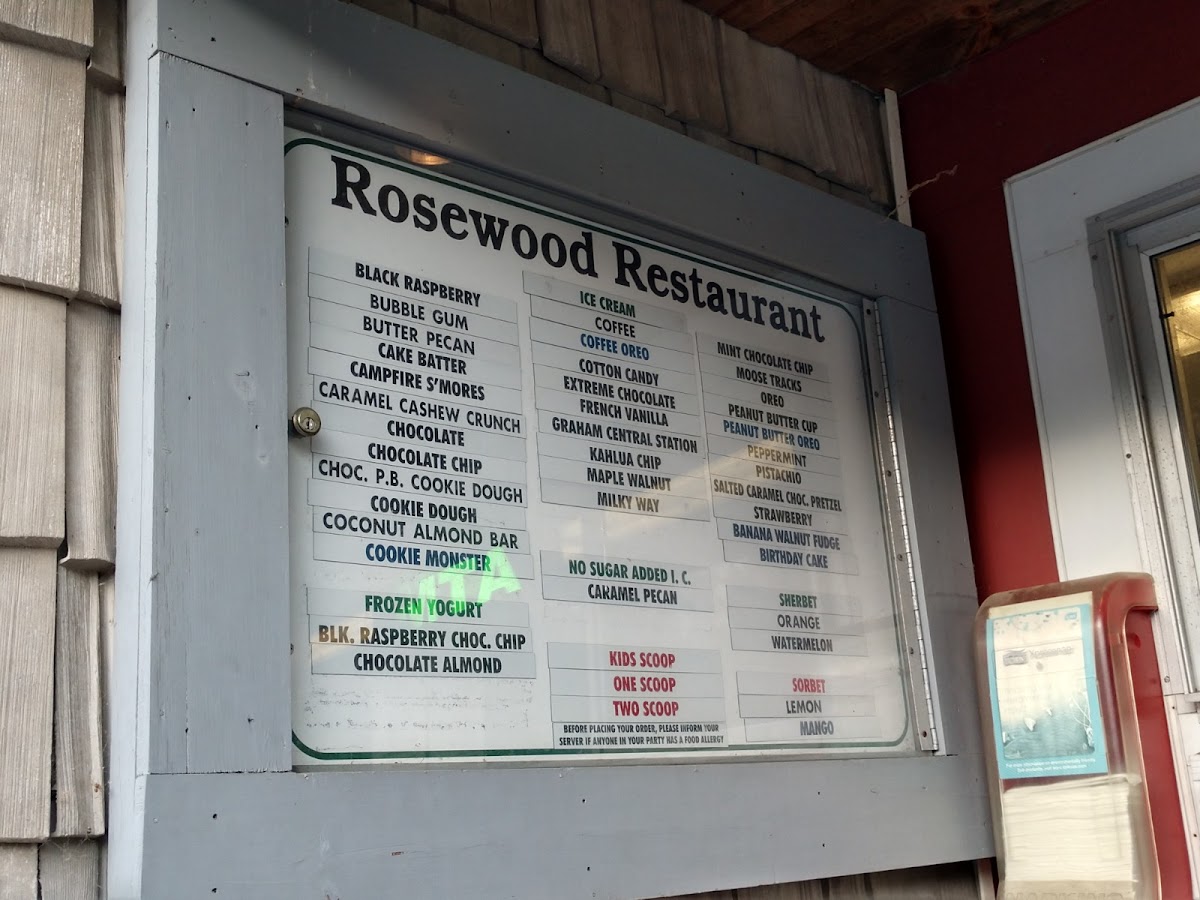 Rosewood Restaurant
BLACK RASPBERRY
BUBBLE GUM
BUTTER PECAN
CAKE BATTER
CAMPFIRE S'MORES
CARAMEL CASHEW CRUNCH
CHOCOLATE
CHOCOLATE CHIP
CHOC. P.B. COOKIE DOUGH
COOKIE DOUGH
COCONUT ALMOND BAR
COOKIE MONSTER
FROZEN YOGURT
BLK. RASPBERRY CHOC. CHIP
CHOCOLATE ALMOND
ICE CREAM
COFFEE
COFFEE OREO
COTTON CANDY
EXTREME CHOCOLATE
FRENCH VANILLA
GRAHAM CENTRAL STATION
KAHLUA CHIP
MAPLE WALNUT
MILKY WAY
NO SUGAR ADDED I. C.
CARAMEL PECAN
KIDS SCOOP
ONE SCOOP
TWO SCOOP
BEFORE PLACING YOUR ORDER, PLEASE INFORM YOUR
SERVER IF ANYONE IN YOUR PARTY HAS A FOOD ALLERGY
MINT CHOCOLATE CHIP
MOOSE TRACKS
OREO
PEANUT BUTTER CUP
PEANUT BUTTER OREO
PEPPERMINT
PISTACHIO
SALTED CARAMEL CHOC. PRETZEL
STRAWBERRY
BANANA WALNUT FUDGE
BIRTHDAY CAKE
SHERBET
ORANGE
WATERMELON
SORBET
LEMON
MANGO